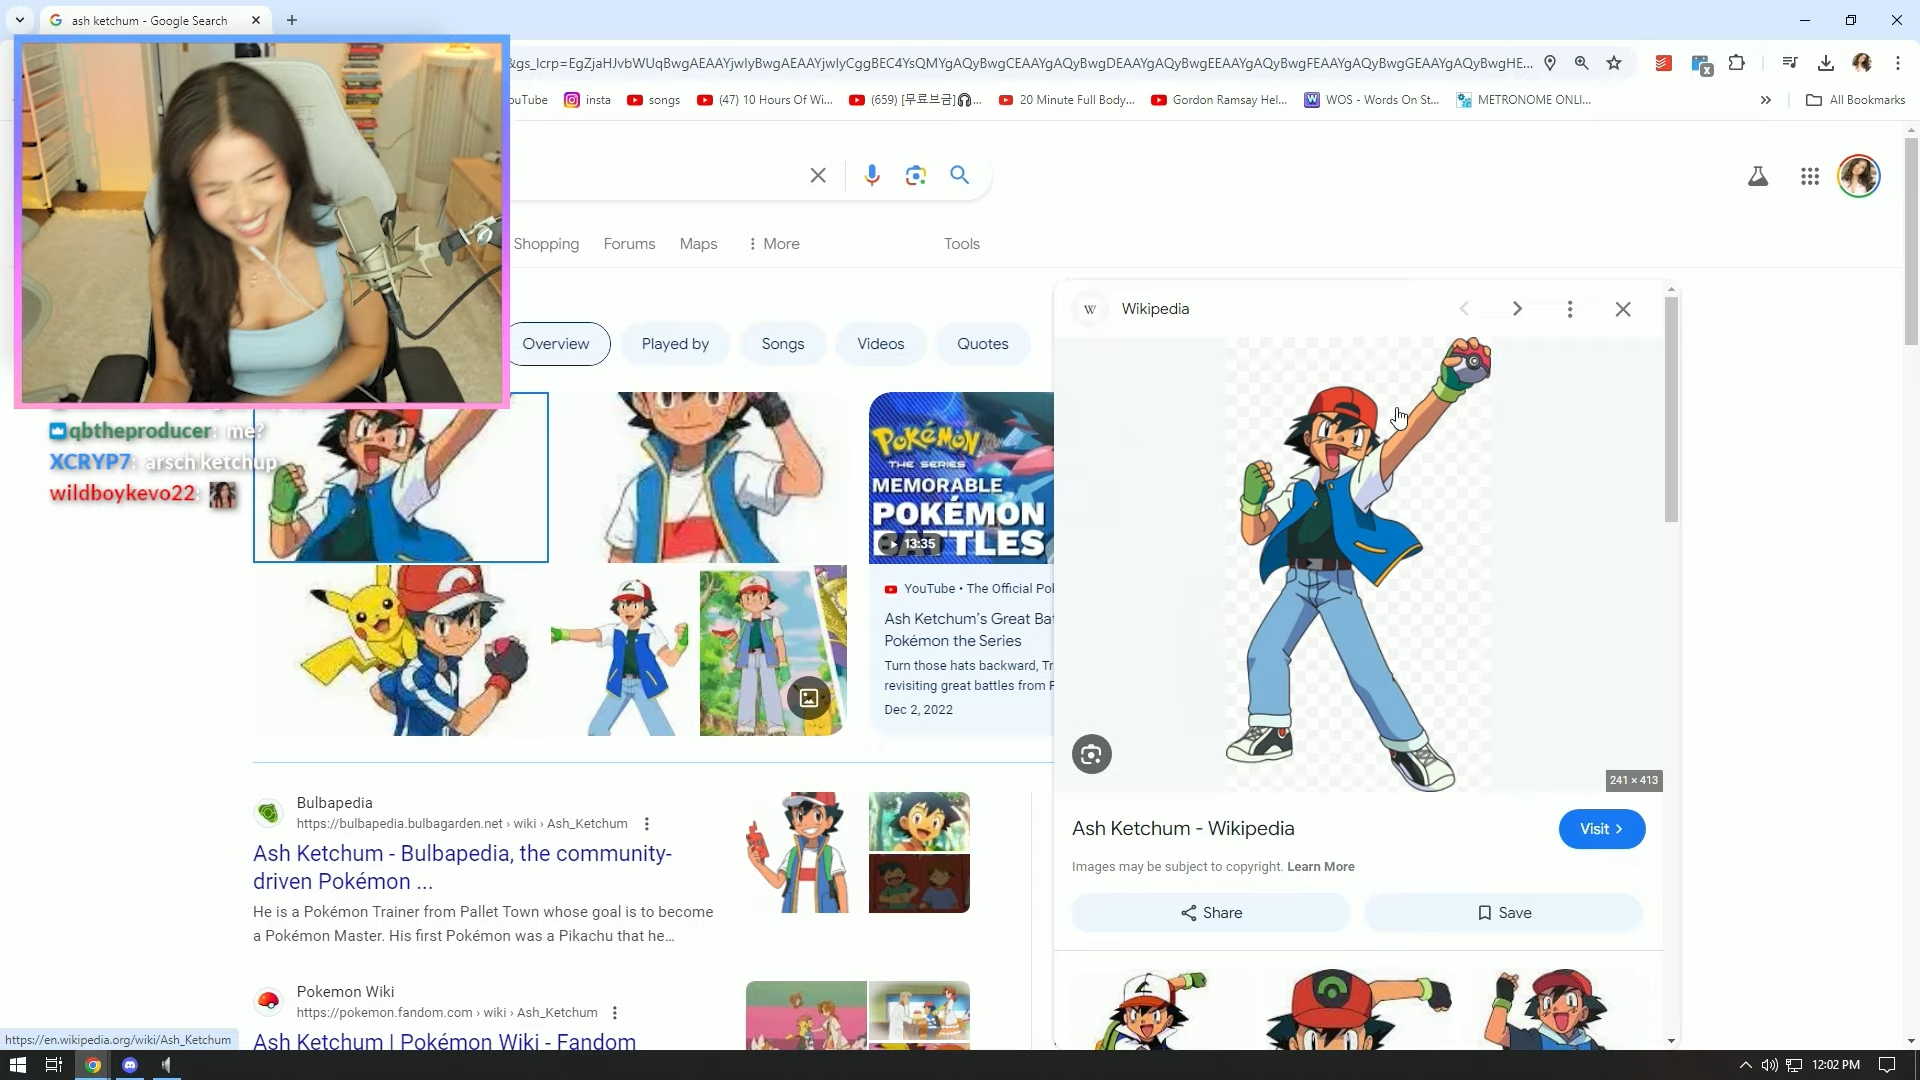 ash ketchum - Google Search
&gs_lcrp=EgZjaHJvbWUqBwgAEAAYjwIyBwgAEAAYjwIyCggBEC4YsQMYgAQyBwgCEAAYgAQyBwgDEAAYgAQyBwgEEAAYgAQyBwgFEAAYgAQyBwgGEAAYgAQyBwgHE...
ouTube
insta
songs
(47) 10 Hours Of Wi...
(659) [무료브금]🎧...
20 Minute Full Body...
Gordon Ramsay Hel...
WOS - Words On St...
METRONOME ONLI...
All Bookmarks
Shopping
Forums
Maps
More
Tools
Overview
Played by
Songs
Videos
Quotes
qbtheproducer: me?
XCRYP7: arsch ketchup
wildboykevo22:
POKÉMON
THE SERIES
MEMORABLE
POKÉMON
BATTLES
13:35
YouTube • The Official Pok
Ash Ketchum's Great Bat
Pokémon the Series
Turn those hats backward, Tr
revisiting great battles from P
Dec 2, 2022
W Wikipedia
241 × 413
Ash Ketchum - Wikipedia
Visit
Images may be subject to copyright. Learn More
Share
Save
Bulbapedia
https://bulbapedia.bulbagarden.net › wiki › Ash_Ketchum
Ash Ketchum - Bulbapedia, the community-
driven Pokémon ...
He is a Pokémon Trainer from Pallet Town whose goal is to become
a Pokémon Master. His first Pokémon was a Pikachu that he...
Pokemon Wiki
https://pokemon.fandom.com › wiki › Ash_Ketchum
Ash Ketchum | Pokémon Wiki - Fandom
https://en.wikipedia.org/wiki/Ash_Ketchum
12:02 PM